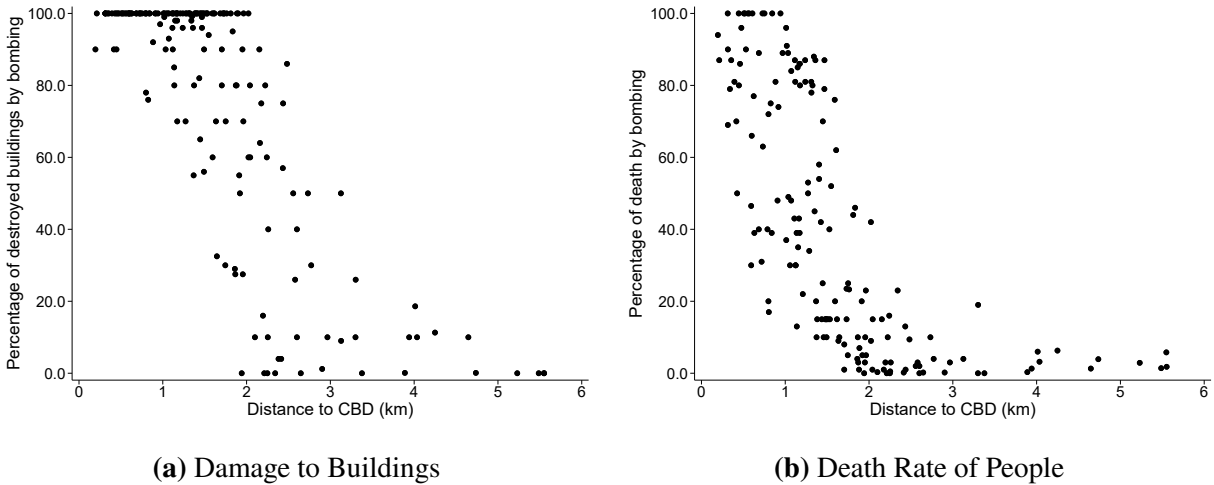 Percentage of destroyed buildings by bombing
100.0
80.0
60.0
40.0
20.0
0.0
0 1 2 3 4 5 6
Distance to CBD (km)
(a) Damage to Buildings
Percentage of death by bombing
100.0
80.0
60.0
40.0
20.0
0.0
0 1 2 3 4 5 6
Distance to CBD (km)
(b) Death Rate of People